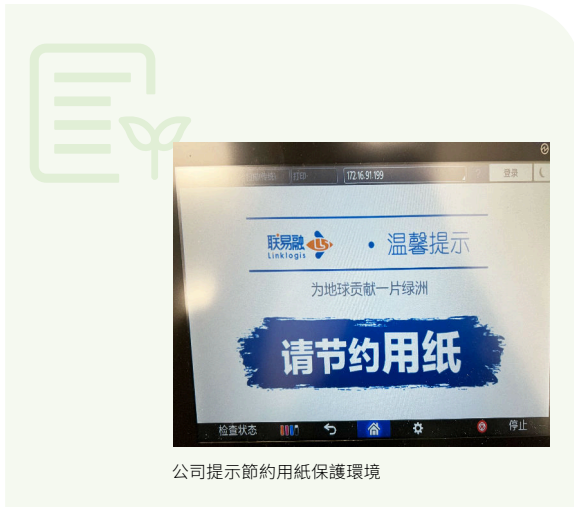 打印
172.16.91.199
登录
联易融
Linklogis
• 温馨提示
为地球贡献一片绿洲
请节约用纸
检查状态
停止
公司提示節約用紙保護環境